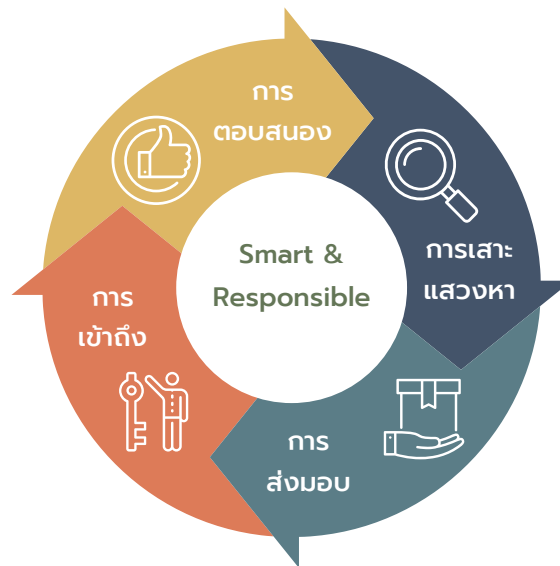 การ
ตอบสนอง
การเสาะ
แสวงหา
Smart &
Responsible
การ
เข้าถึง
การ
ส่งมอบ